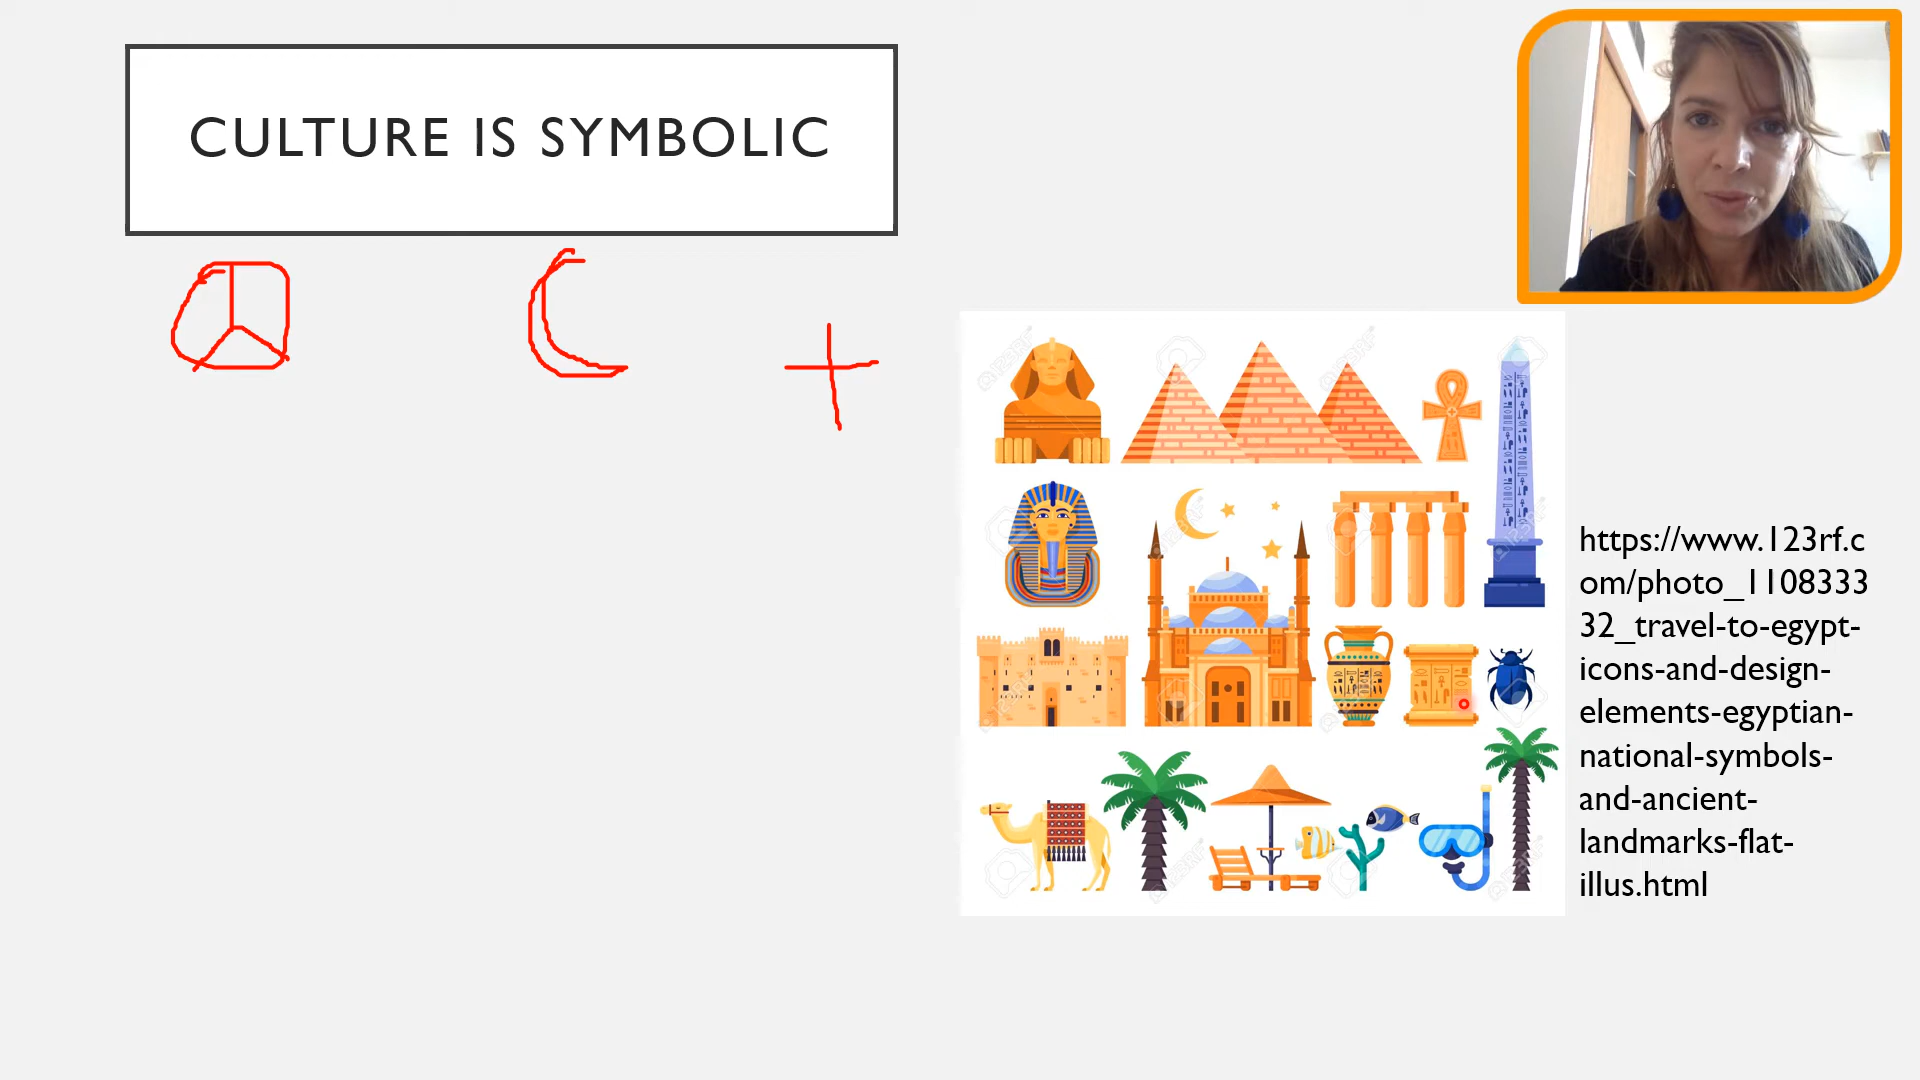 CULTURE IS SYMBOLIC
https://www.123rf.c
om/photo_1108333
32_travel-to-egypt-
icons-and-design-
elements-egyptian-
national-symbols-
and-ancient-
landmarks-flat-
illus.html